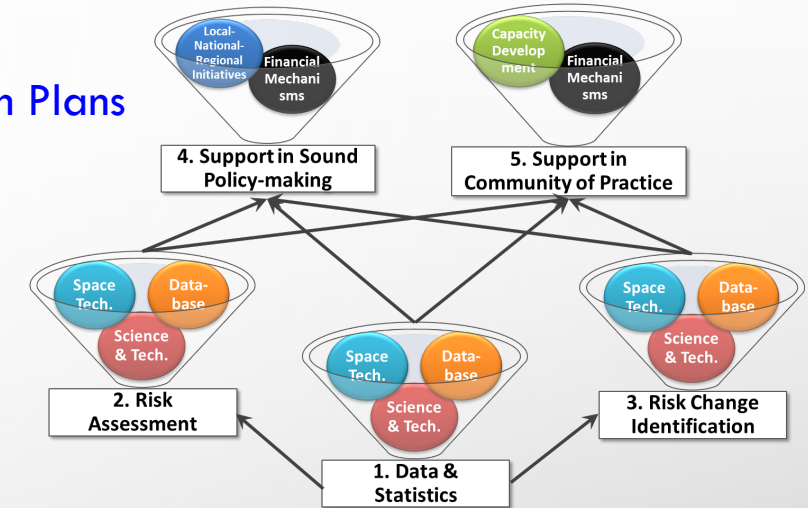 n Plans
Local-
National-
Regional
Initiatives
Financial
Mechani
sms
4. Support in Sound
Policy-making
Capacity
Develop
ment
Financial
Mechani
sms
5. Support in
Community of Practice
Space
Tech.
Data-
base
Science
& Tech.
2. Risk
Assessment
Space
Tech.
Data-
base
Science
& Tech.
1. Data &
Statistics
Space
Tech.
Data-
base
Science
& Tech.
3. Risk Change
Identification